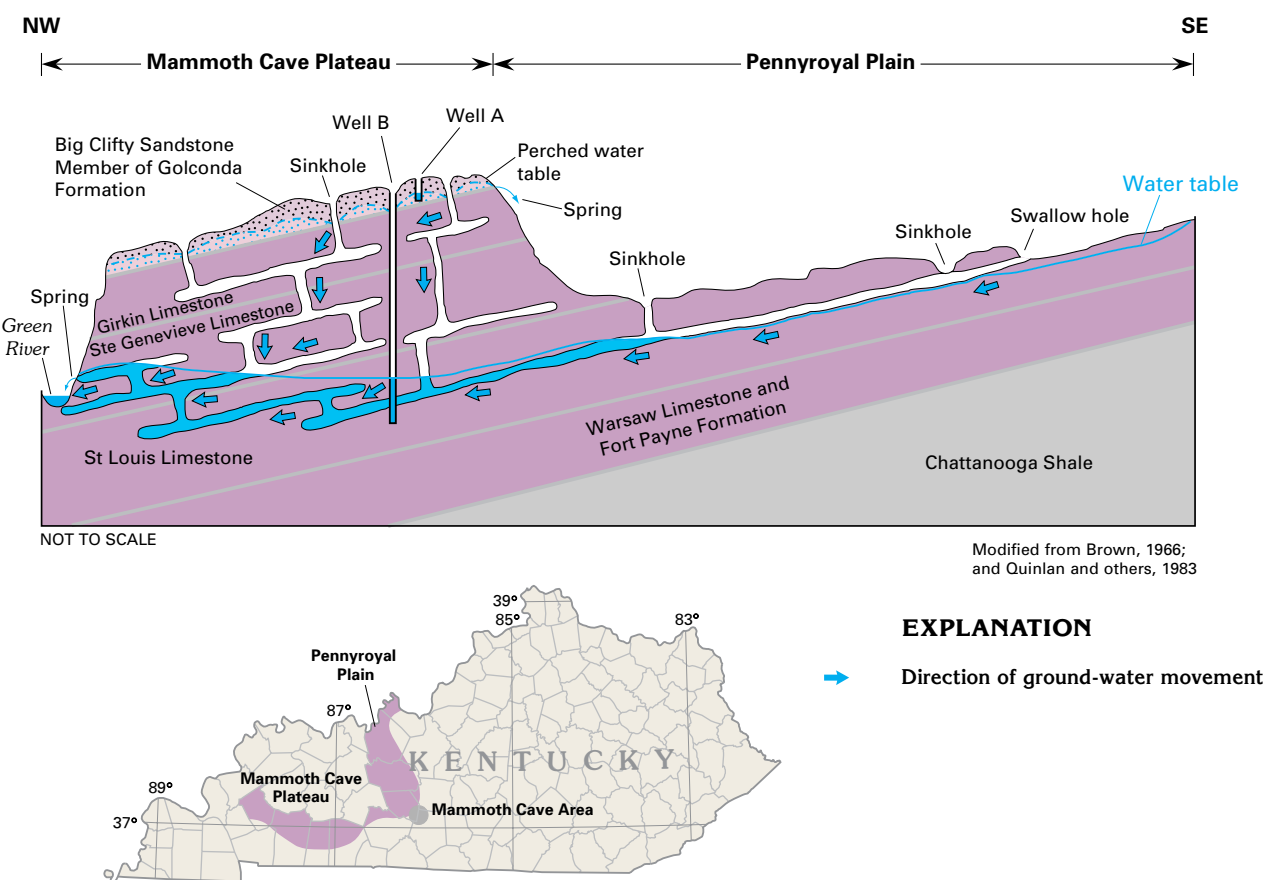 NW
SE
Mammoth Cave Plateau
Pennyroyal Plain
Well B
Well A
Big Clifty Sandstone
Member of Golconda
Formation
Sinkhole
Perched water
table
Spring
Water table
Swallow hole
Sinkhole
Sinkhole
Spring
Green
River
Girkin Limestone
Ste Genevieve Limestone
St Louis Limestone
Warsaw Limestone and
Fort Payne Formation
Chattanooga Shale
NOT TO SCALE
Modified from Brown, 1966;
and Quinlan and others, 1983
39°
85°
83°
Pennyroyal
Plain
87°
KENTUCKY
Mammoth Cave
Plateau
89°
Mammoth Cave Area
37°
EXPLANATION
Direction of ground-water movement